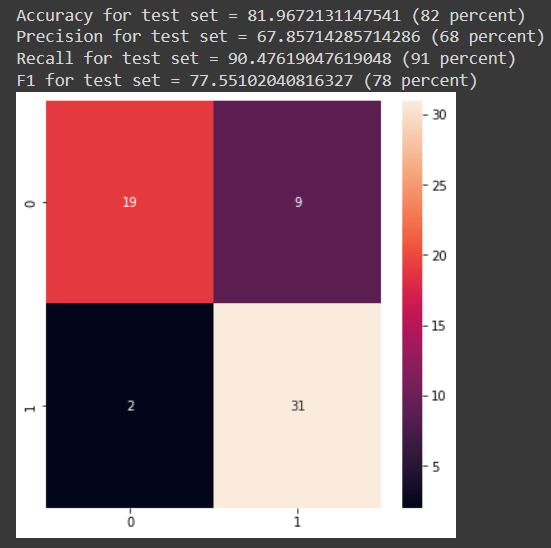 Accuracy for test set = 81.9672131147541 (82 percent)
Precision for test set = 67.85714285714286 (68 percent)
Recall for test set = 90.47619047619048 (91 percent)
F1 for test set = 77.55102040816327 (78 percent)
30
0 19 9
25
20
15
10
1 2 31
5
0 1